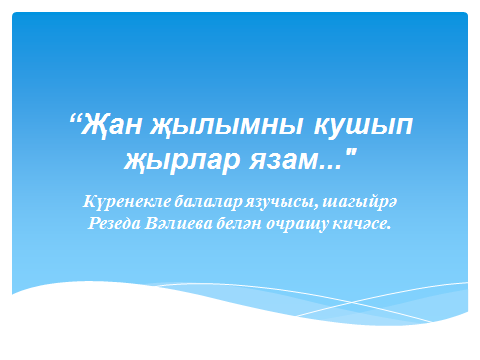 “Җан җылымны кушып
җырлар язам..."
Күренекле балалар язучысы, шагыйрә
Резеда Вәлиева белән очрашу кичәсе.